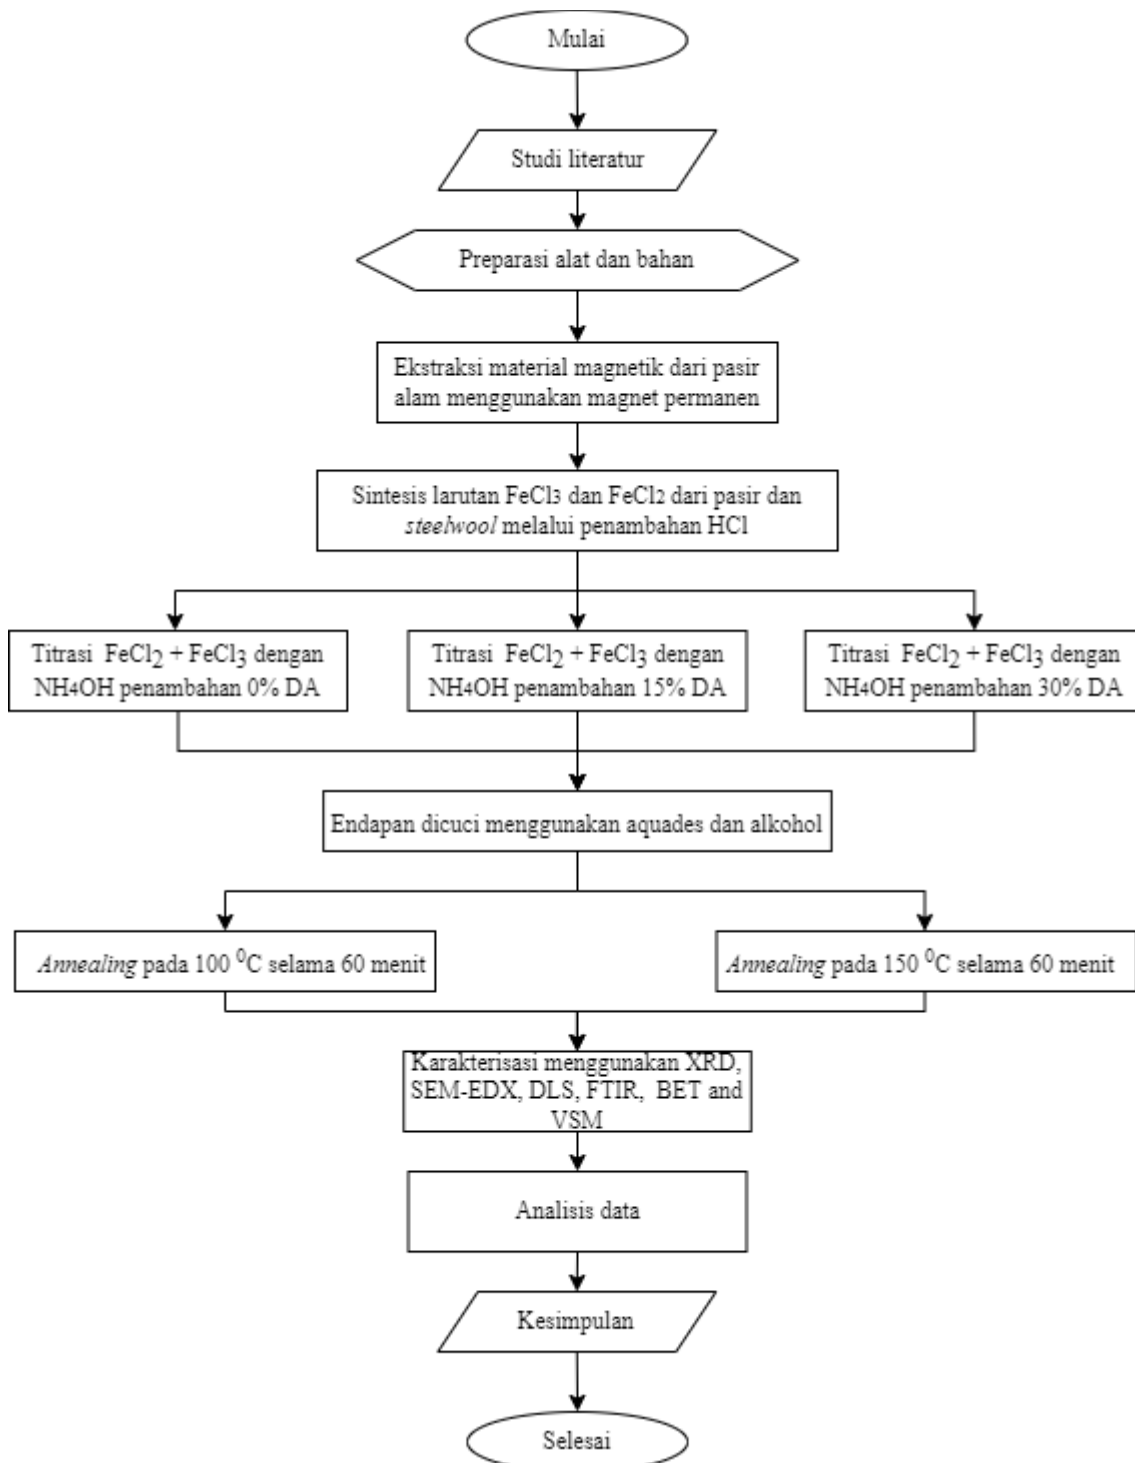 Mulai
Studi literatur
Preparasi alat dan bahan
Ekstraksi material magnetik dari pasir
alam menggunakan magnet permanen
Sintesis larutan FeCl3 dan FeCl2 dari pasir dan
steelwool melalui penambahan HCl
Titrasi FeCl2 + FeCl3 dengan
NH4OH penambahan 0% DA
Titrasi FeCl2 + FeCl3 dengan
NH4OH penambahan 15% DA
Titrasi FeCl2 + FeCl3 dengan
NH4OH penambahan 30% DA
Endapan dicuci menggunakan aquades dan alkohol
Annealing pada 100 ⁰C selama 60 menit
Annealing pada 150 ⁰C selama 60 menit
Karakterisasi menggunakan XRD,
SEM-EDX, DLS, FTIR, BET and
VSM
Analisis data
Kesimpulan
Selesai